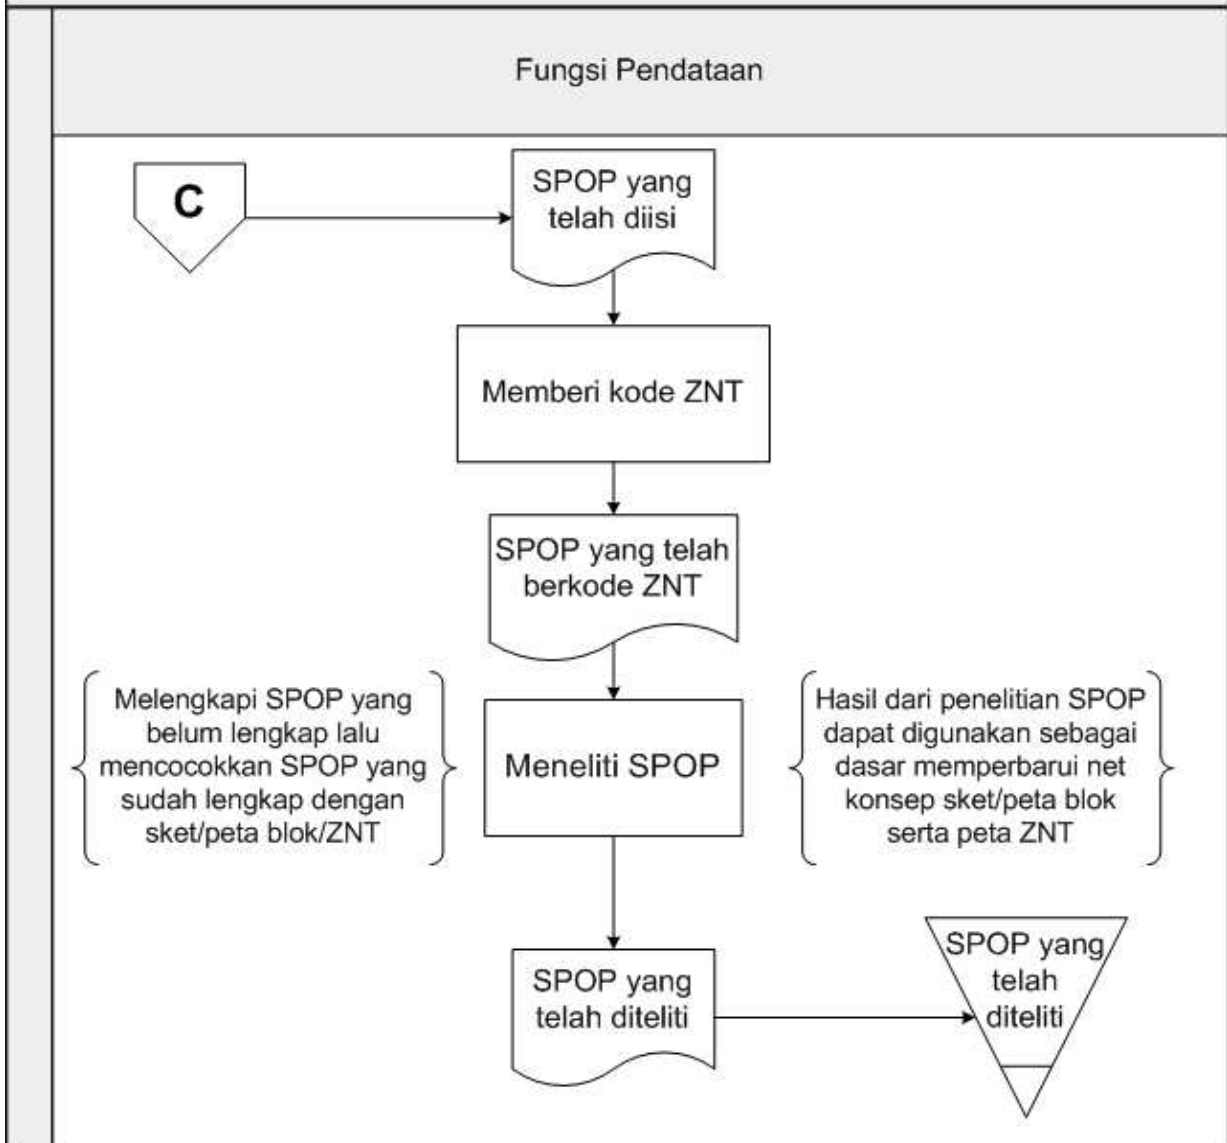 Fungsi Pendataan
C
SPOP yang
telah diisi
Memberi kode ZNT
SPOP yang telah
berkode ZNT
Melengkapi SPOP yang
belum lengkap lalu
mencocokkan SPOP yang
sudah lengkap dengan
sket/peta blok/ZNT
Meneliti SPOP
Hasil dari penelitian SPOP
dapat digunakan sebagai
dasar memperbarui net
konsep sket/peta blok
serta peta ZNT
SPOP yang
telah diteliti
SPOP yang
telah
diteliti